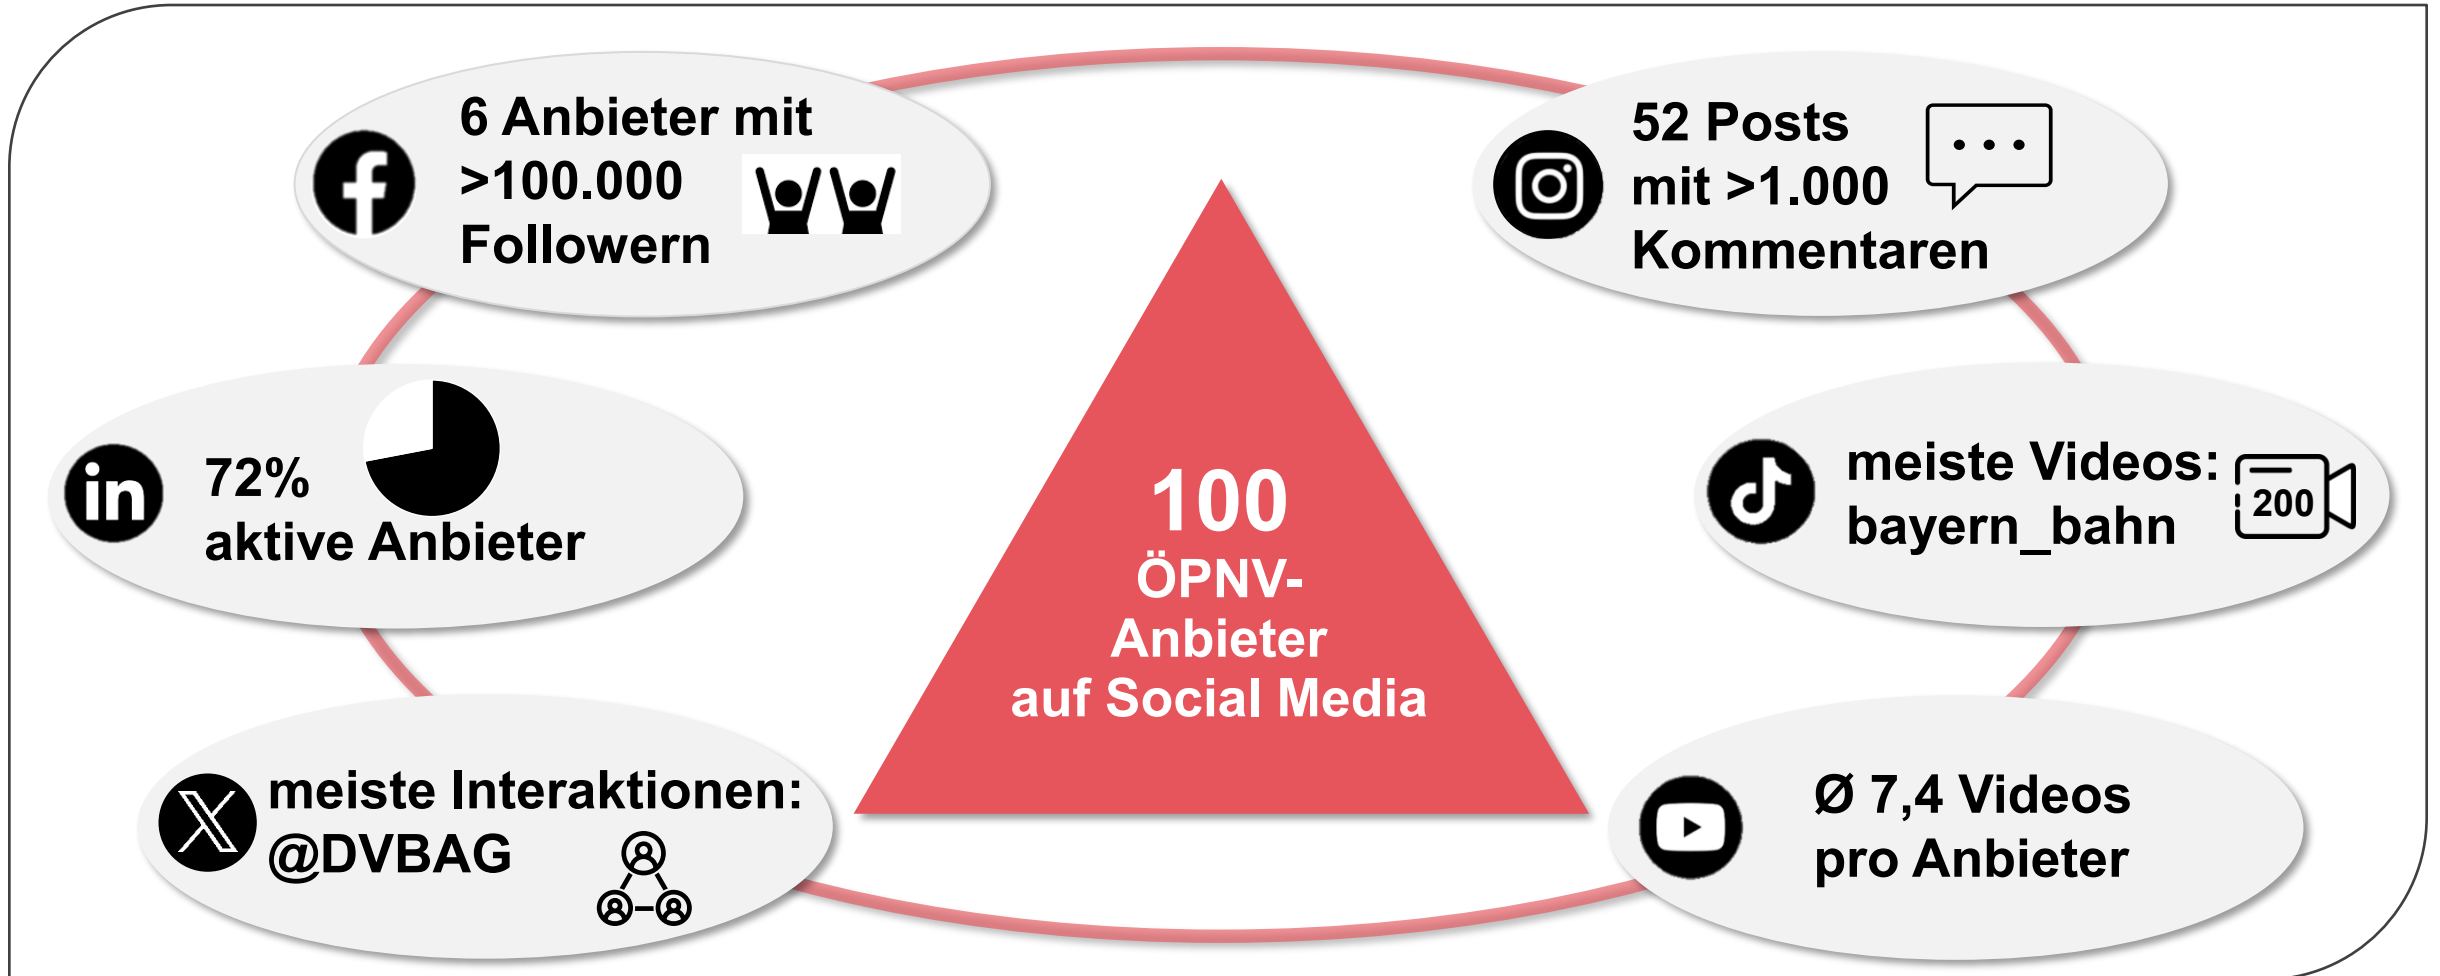 6 Anbieter mit
>100.000
Followern
52 Posts
mit >1.000
Kommentaren
72%
aktive Anbieter
meiste Videos:
bayern_bahn
200
100
ÖPNV-
Anbieter
auf Social Media
meiste Interaktionen:
@DVBAG
Ø 7,4 Videos
pro Anbieter